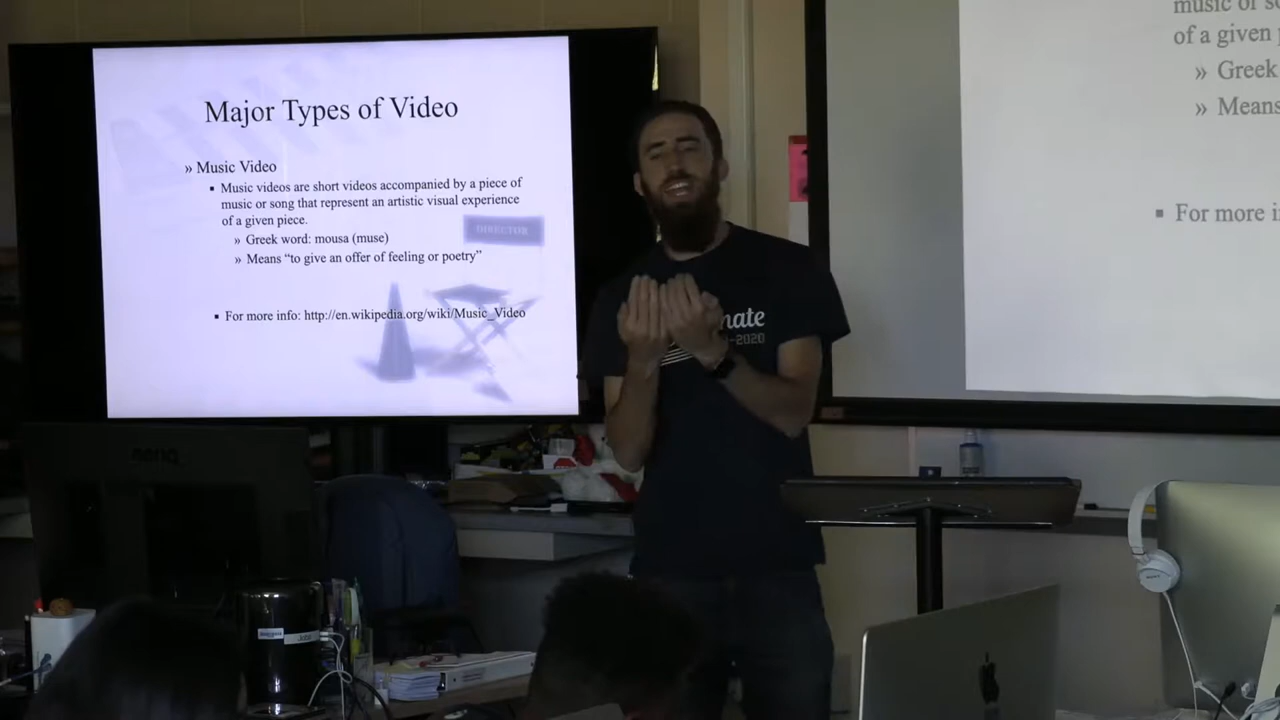 Major Types of Video
» Music Video
▪ Music videos are short videos accompanied by a piece of
music or song that represent an artistic visual experience
of a given piece.
» Greek word: mousa (muse)
» Means “to give an offer of feeling or poetry”
▪ For more info: http://en.wikipedia.org/wiki/Music_Video
DIRECTOR
music or
of a given
» Greek
» Means
▪ For more
-2020
BenQ
SONY